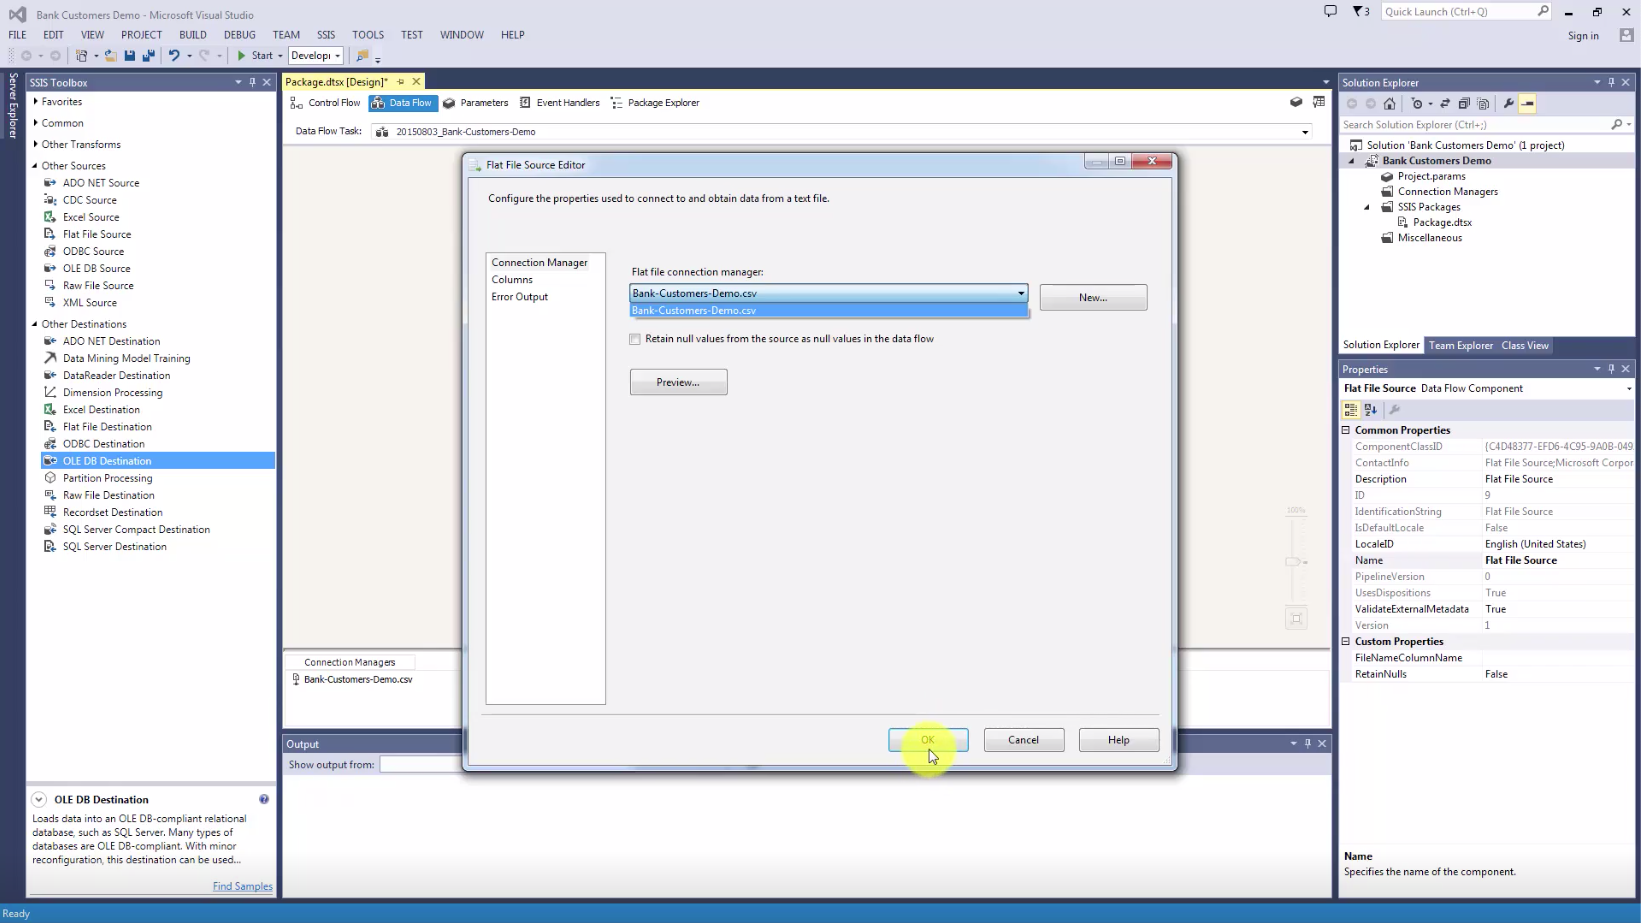 Bank Customers Demo - Microsoft Visual Studio
3
Quick Launch (Ctrl+Q)
FILE EDIT VIEW PROJECT BUILD DEBUG TEAM SSIS TOOLS TEST WINDOW HELP
Sign in
Start
Develop
Server Explorer
SSIS Toolbox
Favorites
Common
Other Transforms
Other Sources
ADO NET Source
CDC Source
Excel Source
Flat File Source
ODBC Source
OLE DB Source
Raw File Source
XML Source
Other Destinations
ADO NET Destination
Data Mining Model Training
DataReader Destination
Dimension Processing
Excel Destination
Flat File Destination
ODBC Destination
OLE DB Destination
Partition Processing
Raw File Destination
Recordset Destination
SQL Server Compact Destination
SQL Server Destination
OLE DB Destination
Loads data into an OLE DB-compliant relational
database, such as SQL Server. Many types of
databases are OLE DB-compliant. With minor
reconfiguration, this destination can be used...
Find Samples
Package.dtsx [Design]*
Control Flow Data Flow Parameters Event Handlers Package Explorer
Data Flow Task: 20150803_Bank-Customers-Demo
Flat File Source Editor
Configure the properties used to connect to and obtain data from a text file.
Connection Manager
Columns
Error Output
Flat file connection manager:
Bank-Customers-Demo.csv
New...
Bank-Customers-Demo.csv
Retain null values from the source as null values in the data flow
Preview...
OK Cancel Help
100%
Connection Managers
Bank-Customers-Demo.csv
Output
Show output from:
Solution Explorer
Search Solution Explorer (Ctrl+;)
Solution 'Bank Customers Demo' (1 project)
Bank Customers Demo
Project.params
Connection Managers
SSIS Packages
Package.dtsx
Miscellaneous
Solution Explorer Team Explorer Class View
Properties
Flat File Source Data Flow Component
Common Properties
ComponentClassID {C4D48377-EFD6-4C95-9A0B-049
ContactInfo Flat File Source;Microsoft Corpor
Description Flat File Source
ID 9
IdentificationString Flat File Source
IsDefaultLocale False
LocaleID English (United States)
Name Flat File Source
PipelineVersion 0
UsesDispositions True
ValidateExternalMetadata True
Version 1
Custom Properties
FileNameColumnName
RetainNulls False
Name
Specifies the name of the component.
Ready